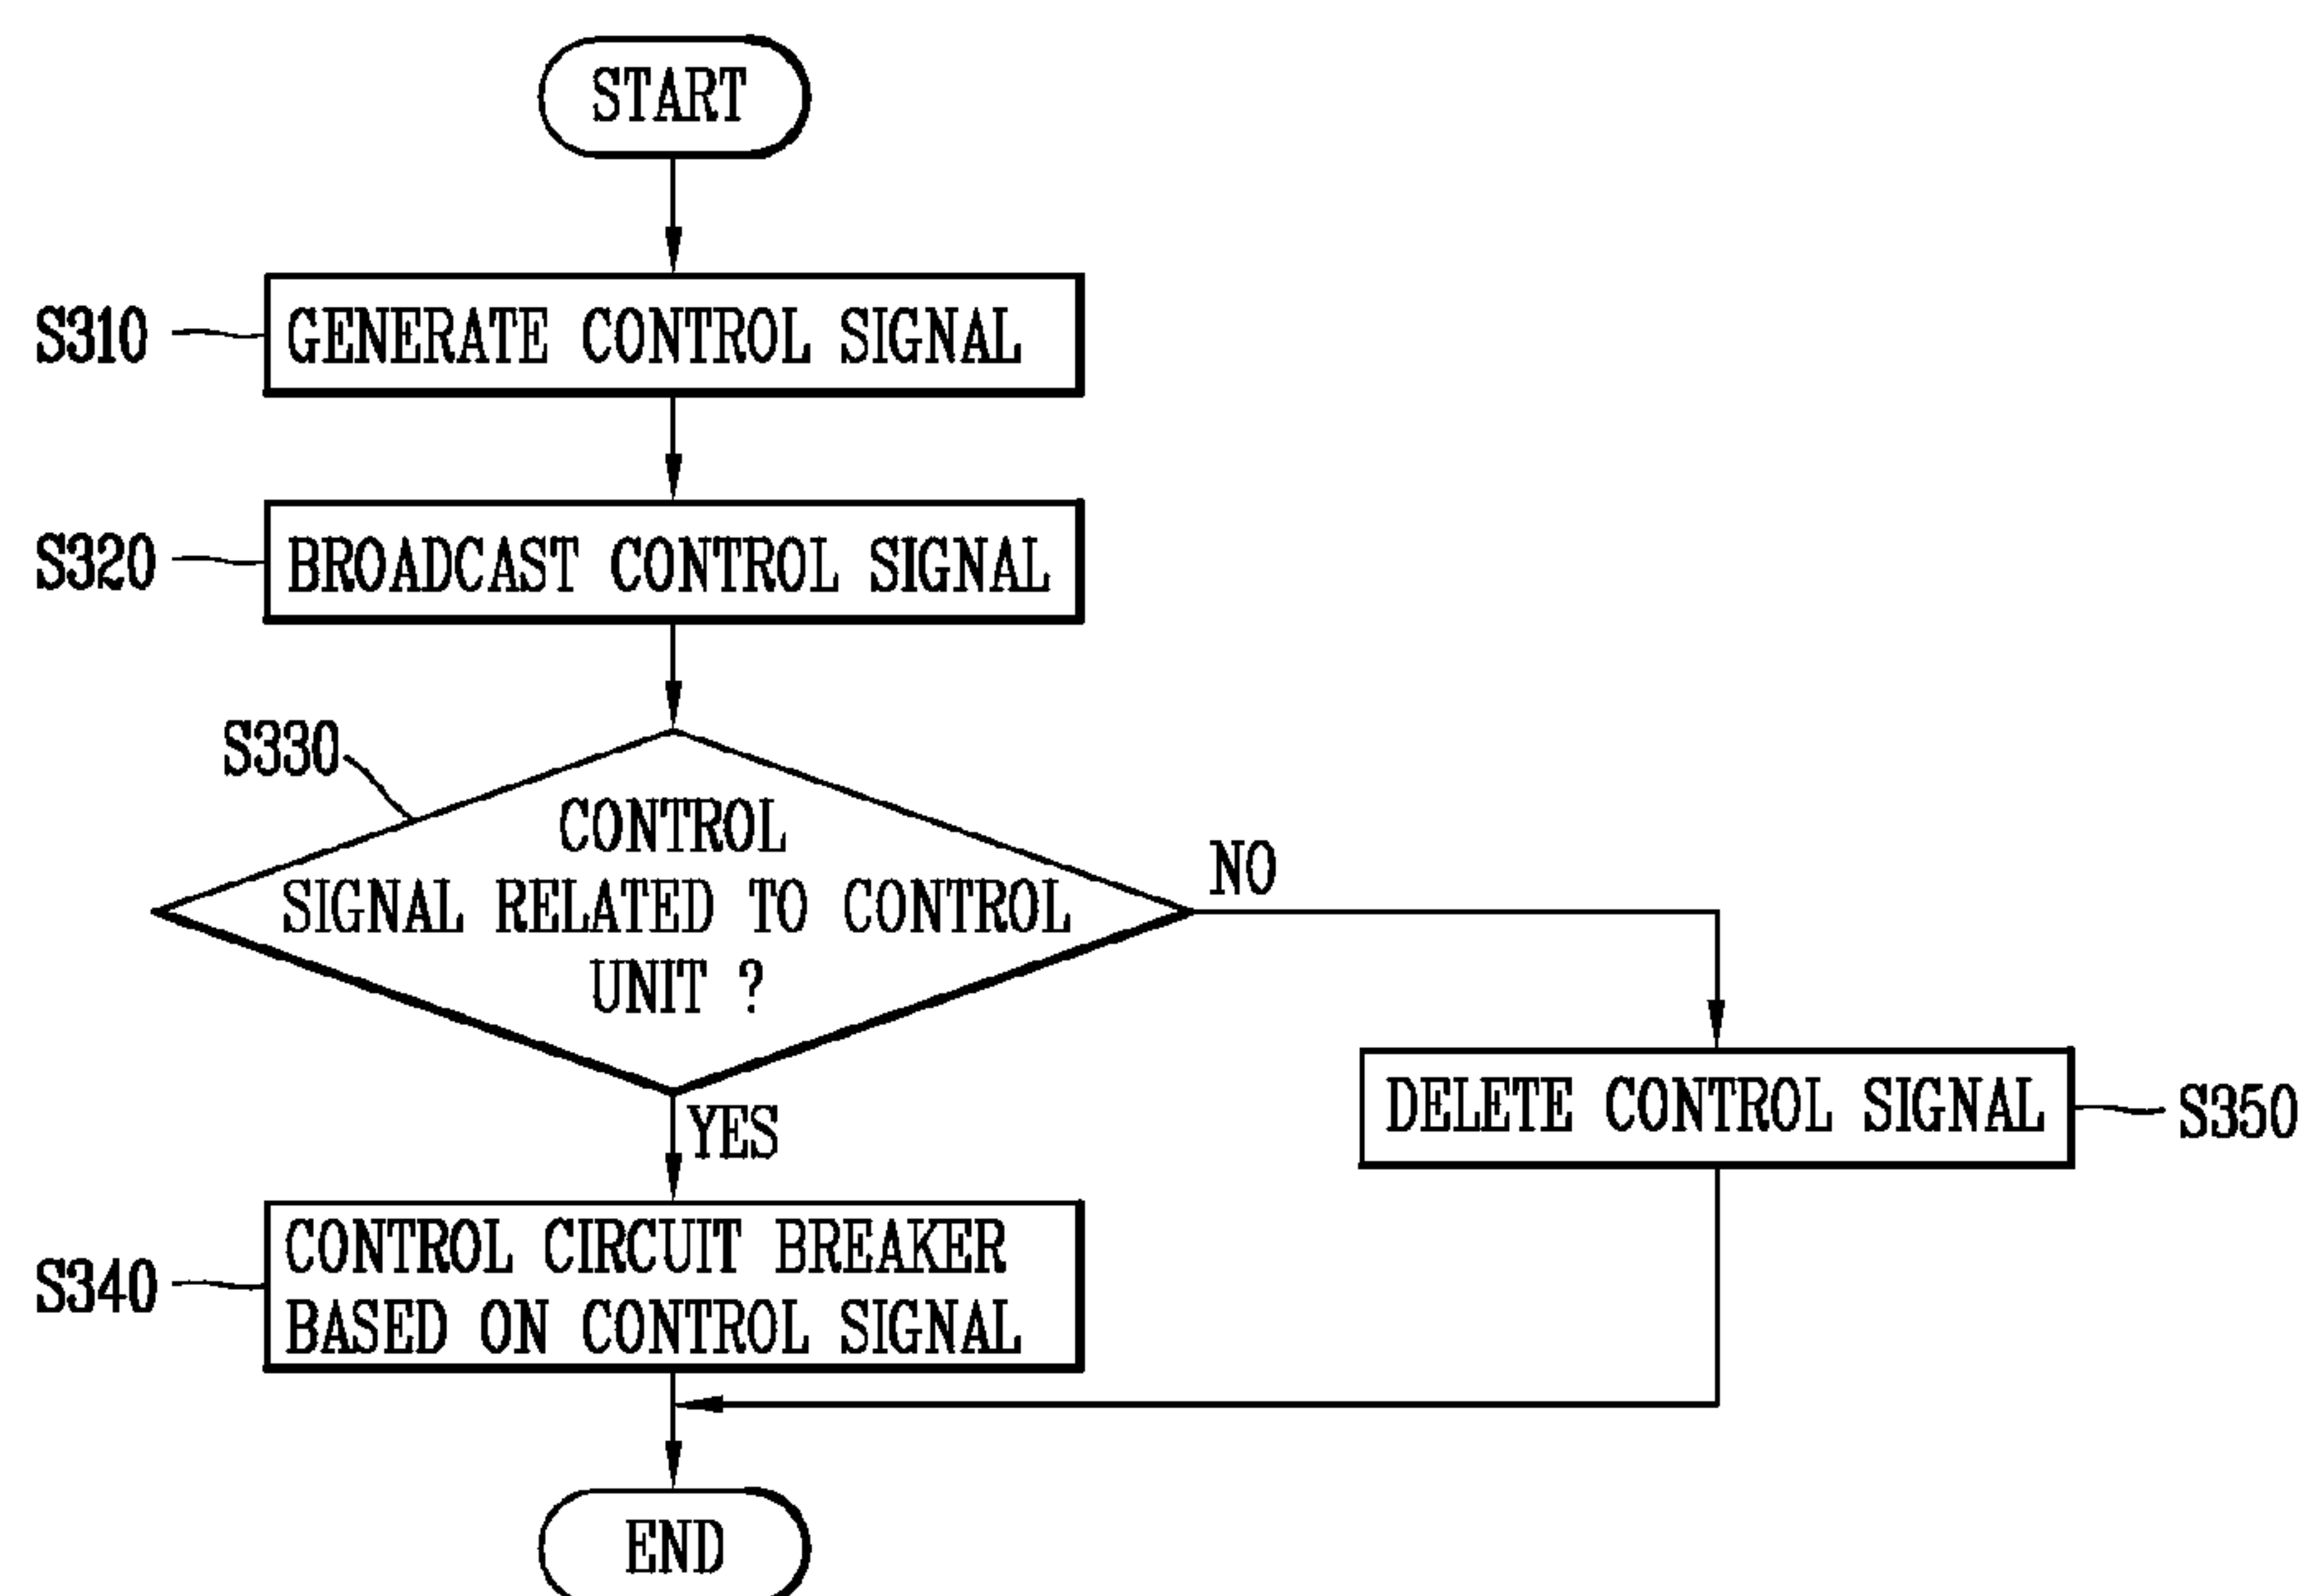 START
S310
GENERATE CONTROL SIGNAL
S320
BROADCAST CONTROL SIGNAL
S330
CONTROL
SIGNAL RELATED TO CONTROL
UNIT ?
NO
YES
DELETE CONTROL SIGNAL
S350
S340
CONTROL CIRCUIT BREAKER
BASED ON CONTROL SIGNAL
END